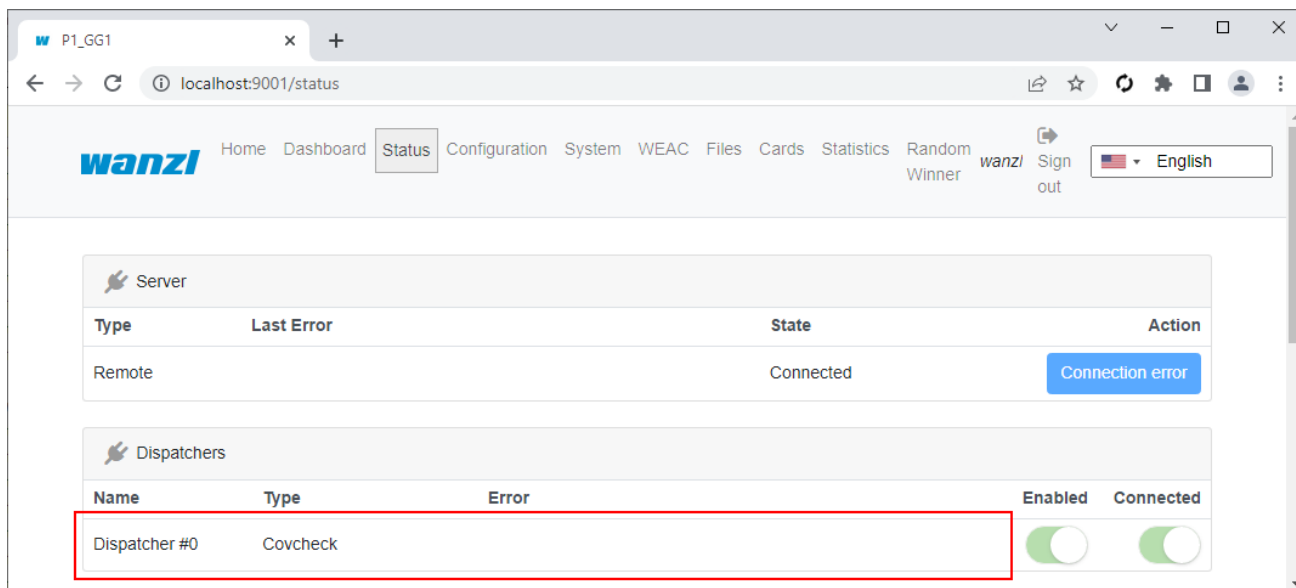 P1_GG1
localhost:9001/status
wanzl Home Dashboard Status Configuration System WEAC Files Cards Statistics Random Winner wanzl Sign out English
Server
Type Last Error State Action
Remote Connected Connection error
Dispatchers
Name Type Error Enabled Connected
Dispatcher #0 Covcheck